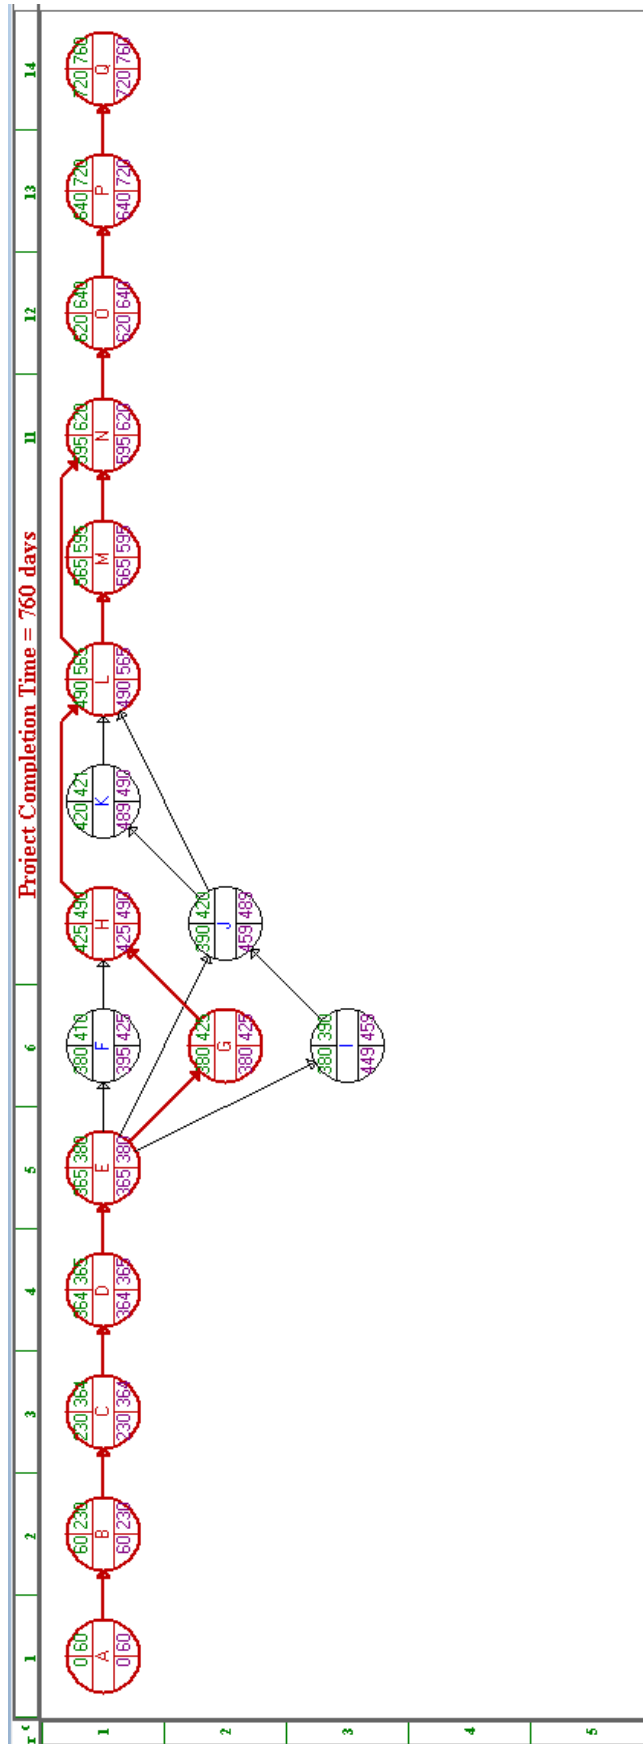 Project Completion Time = 760 days
r c 1 2 3 4 5 6 11 12 13 14
1
0 60 A 0 60
60 230 B 60 230
230 364 C 230 364
364 365 D 364 365
365 380 E 365 380
380 410 F 395 425
425 490 H 425 490
420 421 K 489 490
490 565 L 490 565
565 595 M 565 595
595 620 N 595 620
620 640 O 620 640
640 720 P 640 720
720 760 Q 720 760
2
380 425 G 380 425
390 420 J 459 489
3
380 390 I 449 459
4
5